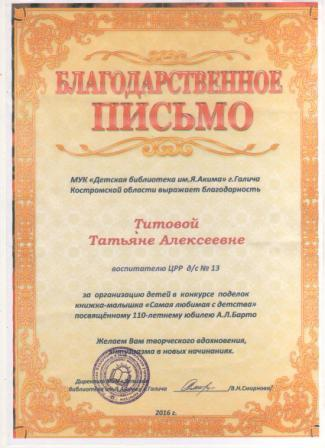 БЛАГОДАРСТВЕННОЕ
ПИСЬМО
МУК «Детская библиотека им.Я.Акима» г.Галича
Костромской области выражает благодарность
Титовой
Татьяне Алексеевне
воспитателю ЦРР д/с № 13
за организацию детей в конкурсе поделок
книжка-малышка «Самая любимая с детства»
посвящённому 110-летнему юбилею А.Л.Барто
Желаем Вам творческого вдохновения,
энтузиазма в новых начинаниях.
Директор МУК «Детская
библиотека им.Я.Акима» г.Галича /В.Н.Смирнова/
2016 г.